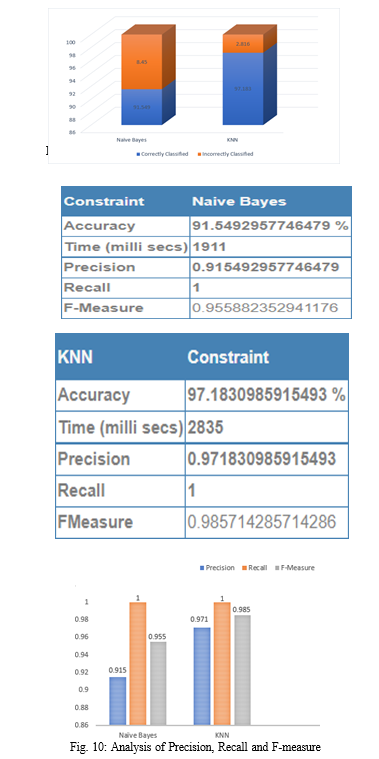 100
98
96
94
92
90
88
86
8.45
2.816
91.549
97.183
Naive Bayes KNN
Correctly Classified Incorrectly Classified
Constraint Naive Bayes
Accuracy 91.5492957746479 %
Time (milli secs) 1911
Precision 0.915492957746479
Recall 1
F-Measure 0.955882352941176
KNN Constraint
Accuracy 97.1830985915493 %
Time (milli secs) 2835
Precision 0.971830985915493
Recall 1
FMeasure 0.985714285714286
Precision Recall F-Measure
1
0.98
0.96
0.94
0.92
0.9
0.88
0.86
0.915 1 0.955 0.971 1 0.985
Naive Bayes KNN
Fig. 10: Analysis of Precision, Recall and F-measure